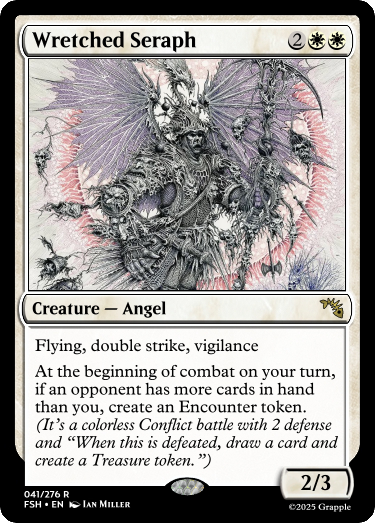 Wretched Seraph 2
Creature — Angel
Flying, double strike, vigilance
At the beginning of combat on your turn,
if an opponent has more cards in hand
than you, create an Encounter token.
(It’s a colorless Conflict battle with 2 defense
and “When this is defeated, draw a card and
create a Treasure token.”)
2/3
041/276 R
FSH • EN Ian Miller
©2025 Grapple